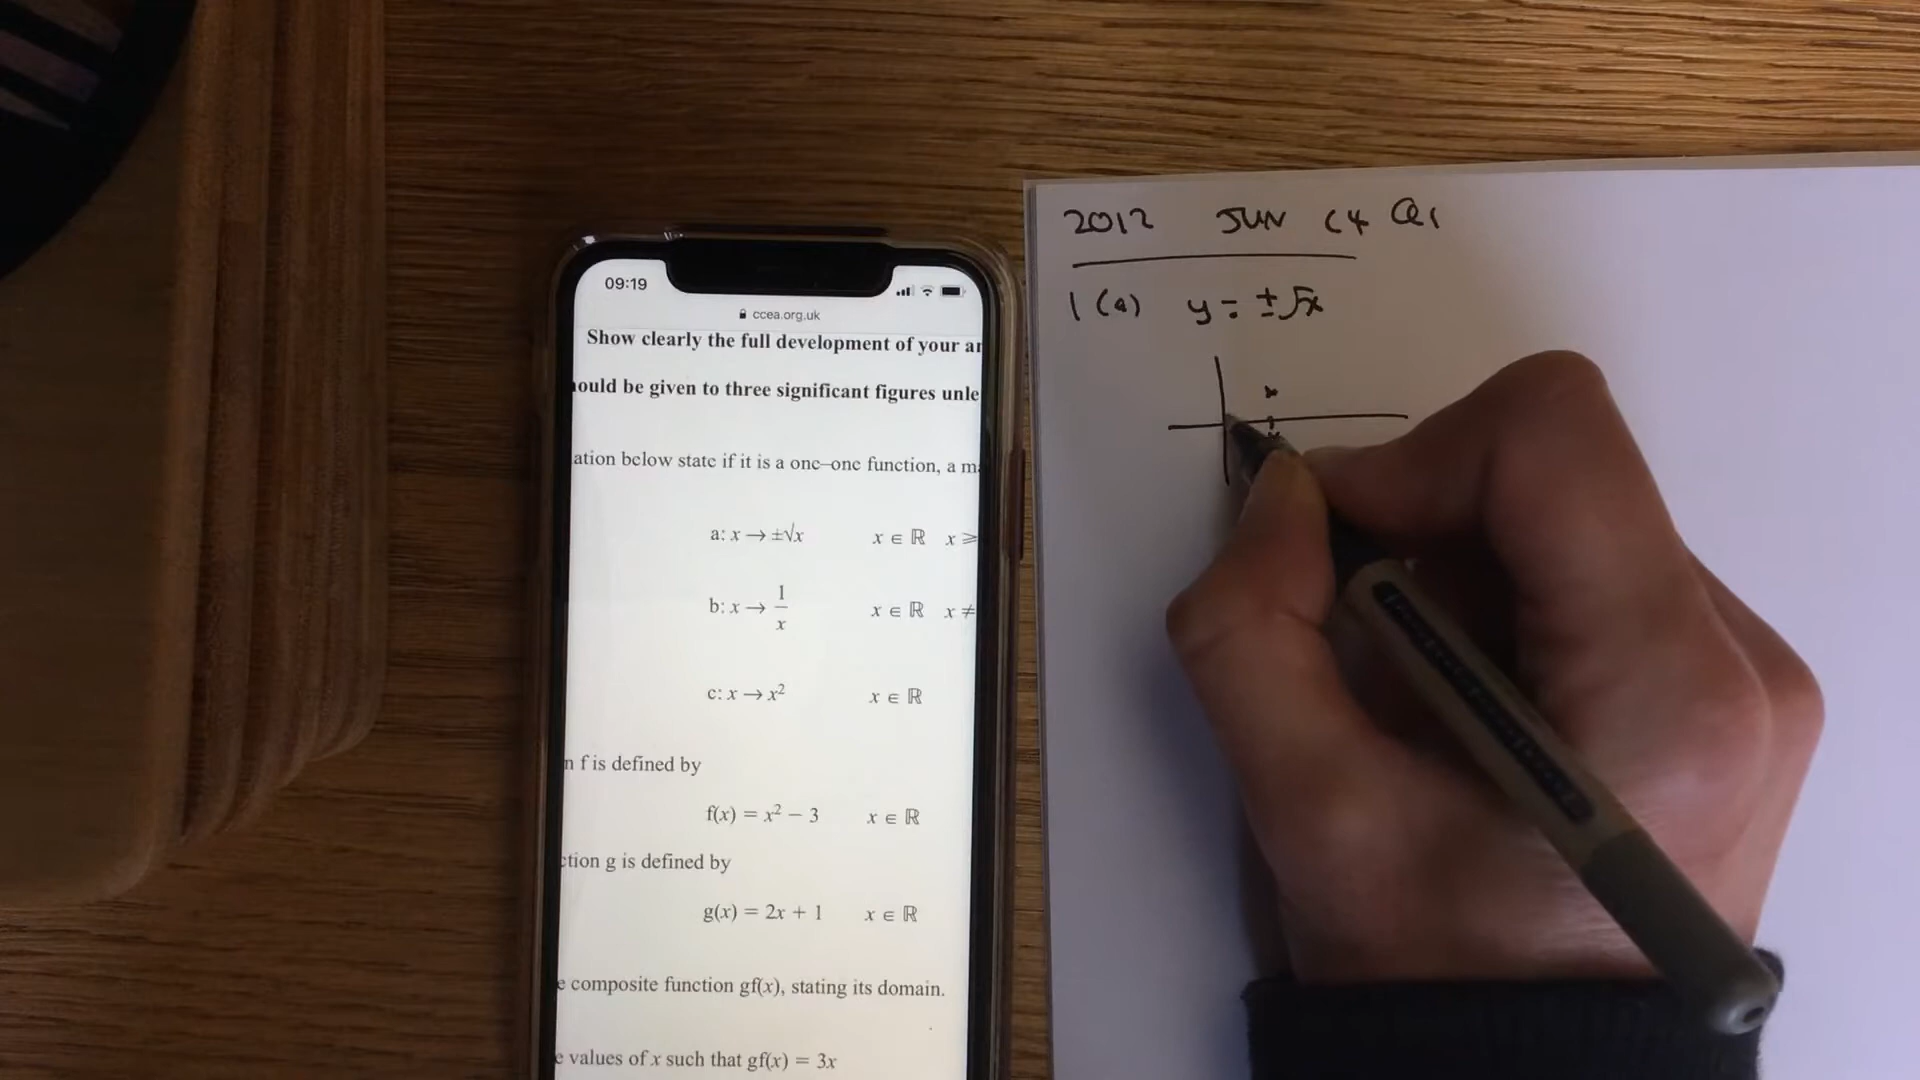 09:19
ccea.org.uk
Show clearly the full development of your
ould be given to three significant figures
ation below state if it is a one–one function, a
a: x → ±√x x ∈ ℝ x ⩾
b: x → 1/x x ∈ ℝ x ≠
c: x → x² x ∈ ℝ
n f is defined by
f(x) = x² – 3 x ∈ ℝ
ction g is defined by
g(x) = 2x + 1 x ∈ ℝ
e composite function gf(x), stating its domain.
e values of x such that gf(x) = 3x
2012 JUN C4 Q1
1 (a) y = ±√x